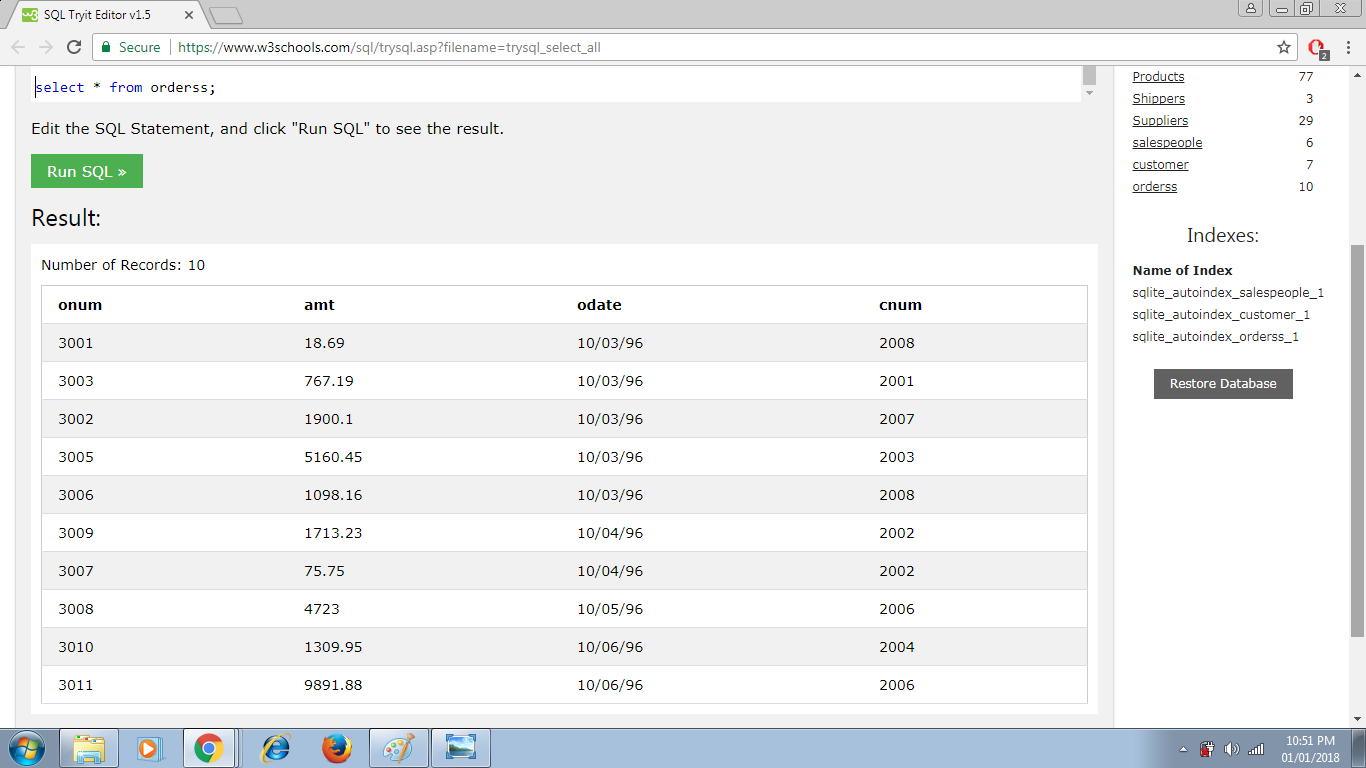 SQL Tryit Editor v1.5
Secure https://www.w3schools.com/sql/trysql.asp?filename=trysql_select_all
2
select * from orderss;
Edit the SQL Statement, and click "Run SQL" to see the result.
Run SQL »
Result:
Number of Records: 10
onum amt odate cnum
3001 18.69 10/03/96 2008
3003 767.19 10/03/96 2001
3002 1900.1 10/03/96 2007
3005 5160.45 10/03/96 2003
3006 1098.16 10/03/96 2008
3009 1713.23 10/04/96 2002
3007 75.75 10/04/96 2002
3008 4723 10/05/96 2006
3010 1309.95 10/06/96 2004
3011 9891.88 10/06/96 2006
Products 77
Shippers 3
Suppliers 29
salespeople 6
customer 7
orderss 10
Indexes:
Name of Index
sqlite_autoindex_salespeople_1
sqlite_autoindex_customer_1
sqlite_autoindex_orderss_1
Restore Database
10:51 PM
01/01/2018